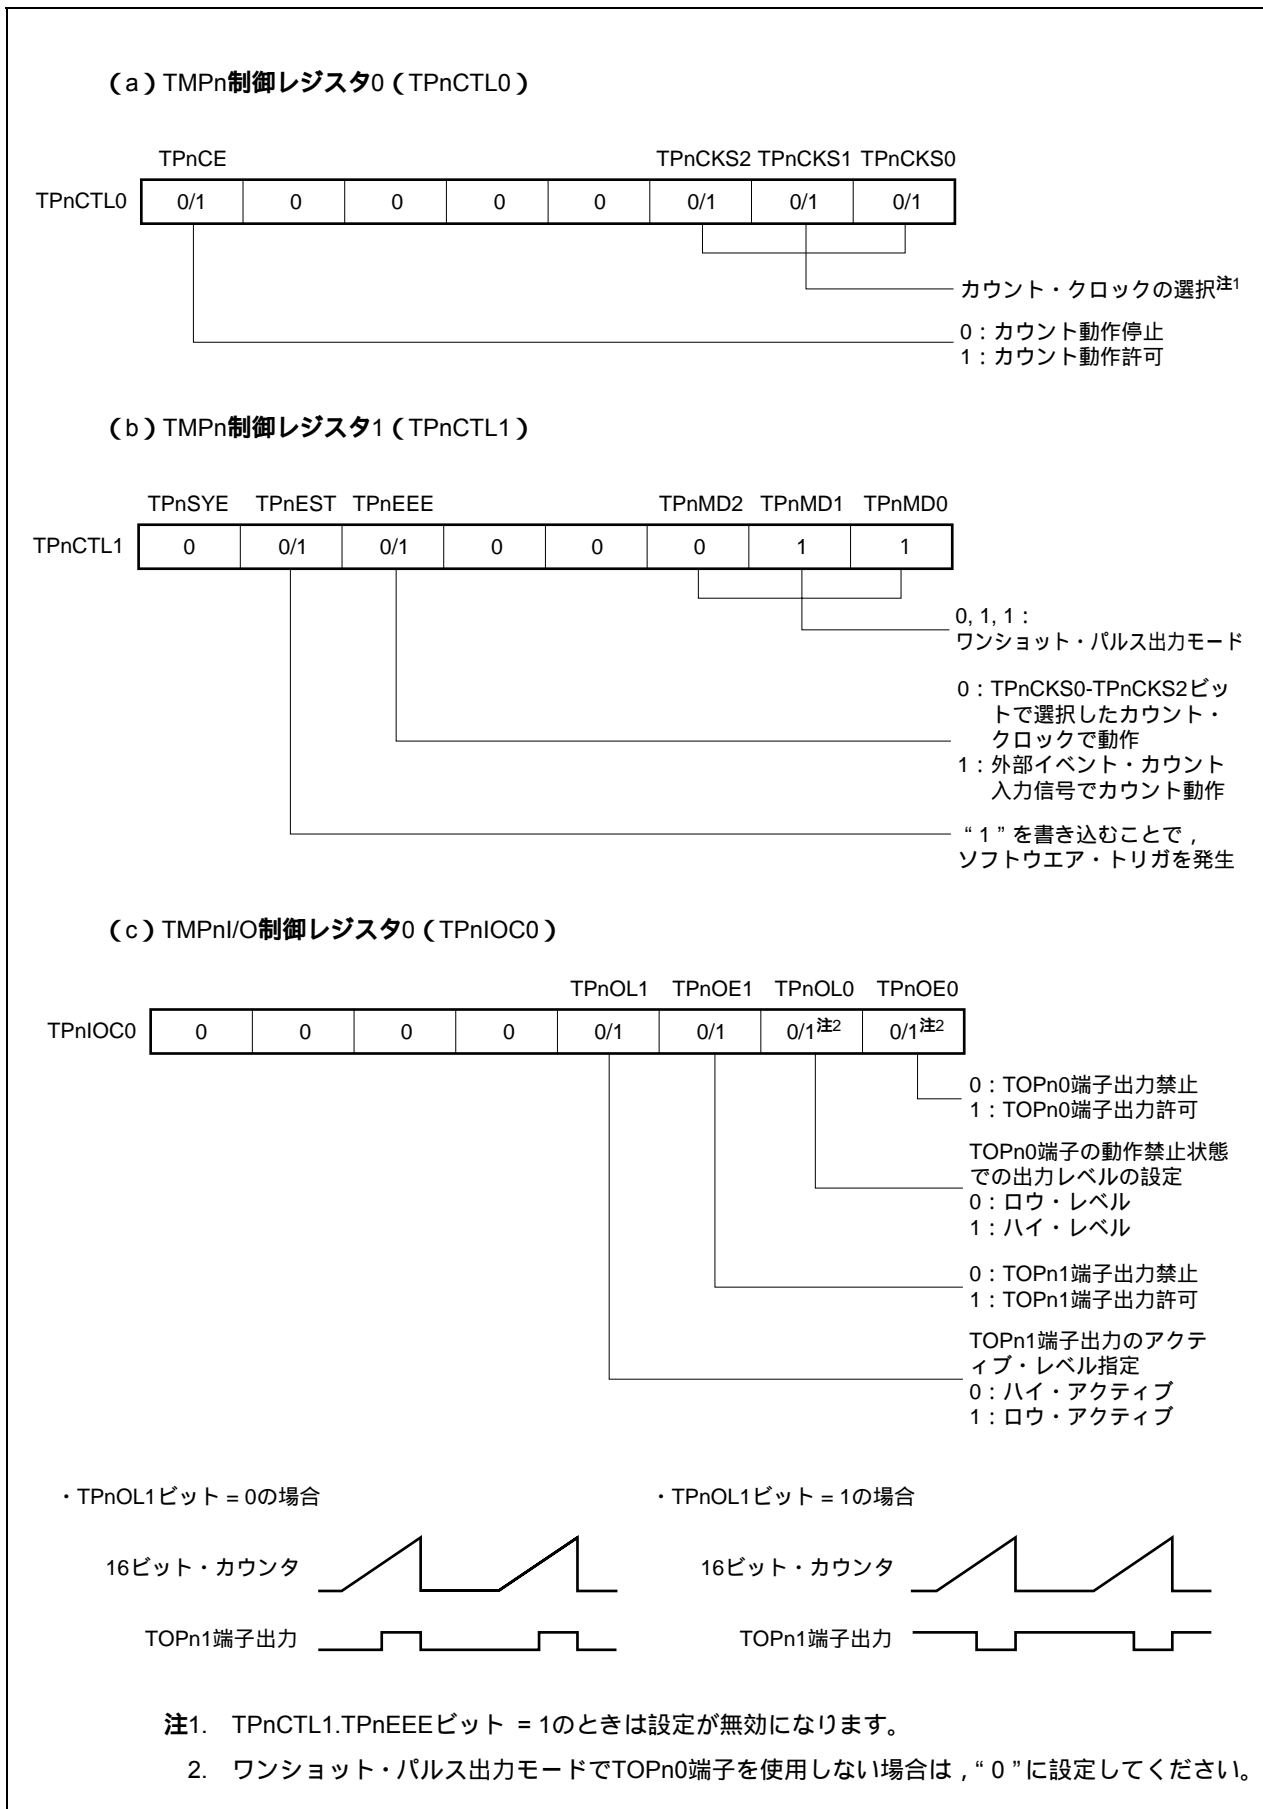 （a）TMPn制御レジスタ0（TPnCTL0）
TPnCE TPnCKS2 TPnCKS1 TPnCKS0
TPnCTL0 0/1 0 0 0 0 0/1 0/1 0/1
カウント・クロックの選択注1
0：カウント動作停止
1：カウント動作許可
（b）TMPn制御レジスタ1（TPnCTL1）
TPnSYE TPnEST TPnEEE TPnMD2 TPnMD1 TPnMD0
TPnCTL1 0 0/1 0/1 0 0 0 1 1
0, 1, 1：
ワンショット・パルス出力モード
0：TPnCKS0-TPnCKS2ビッ
トで選択したカウント・
クロックで動作
1：外部イベント・カウント
入力信号でカウント動作
“1”を書き込むことで，
ソフトウエア・トリガを発生
（c）TMPnI/O制御レジスタ0（TPnIOC0）
TPnOL1 TPnOE1 TPnOL0 TPnOE0
TPnIOC0 0 0 0 0 0/1 0/1 0/1注2 0/1注2
0：TOPn0端子出力禁止
1：TOPn0端子出力許可
TOPn0端子の動作禁止状態
での出力レベルの設定
0：ロウ・レベル
1：ハイ・レベル
0：TOPn1端子出力禁止
1：TOPn1端子出力許可
TOPn1端子出力のアクテ
ィブ・レベル指定
0：ハイ・アクティブ
1：ロウ・アクティブ
・TPnOL1ビット = 0の場合
16ビット・カウンタ
TOPn1端子出力
・TPnOL1ビット = 1の場合
16ビット・カウンタ
TOPn1端子出力
注1. TPnCTL1.TPnEEEビット = 1のときは設定が無効になります。
2. ワンショット・パルス出力モードでTOPn0端子を使用しない場合は，“0”に設定してください。